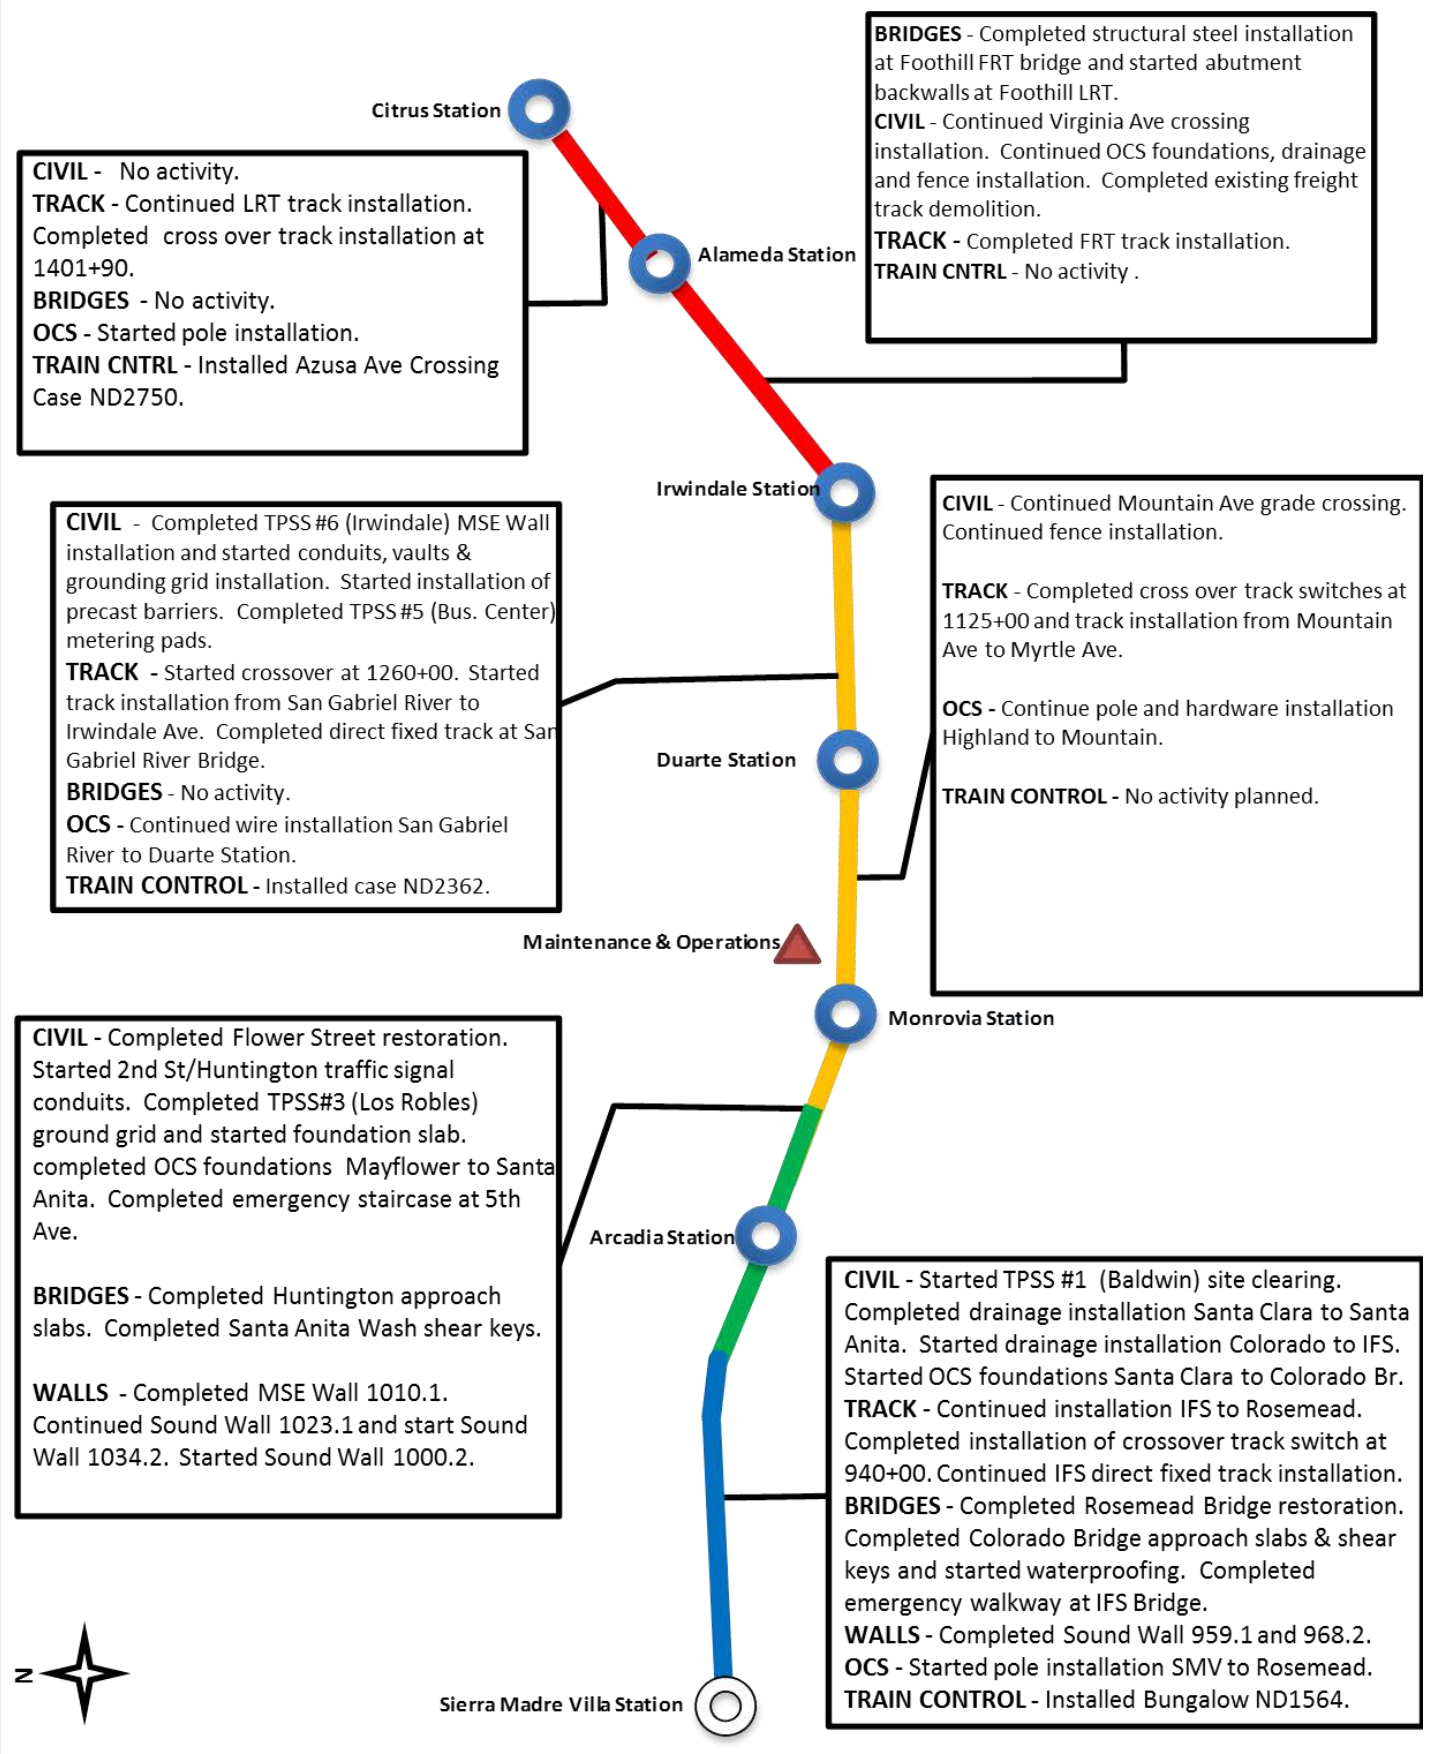 BRIDGES - Completed structural steel installation
at Foothill FRT bridge and started abutment
backwalls at Foothill LRT.
CIVIL - Continued Virginia Ave crossing
installation. Continued OCS foundations, drainage
and fence installation. Completed existing freight
track demolition.
TRACK - Completed FRT track installation.
TRAIN CNTRL - No activity .
Citrus Station
CIVIL - No activity.
TRACK - Continued LRT track installation.
Completed cross over track installation at
1401+90.
BRIDGES - No activity.
OCS - Started pole installation.
TRAIN CNTRL - Installed Azusa Ave Crossing
Case ND2750.
Alameda Station
Irwindale Station
CIVIL - Continued Mountain Ave grade crossing.
Continued fence installation.
TRACK - Completed cross over track switches at
1125+00 and track installation from Mountain
Ave to Myrtle Ave.
OCS - Continue pole and hardware installation
Highland to Mountain.
TRAIN CONTROL - No activity planned.
CIVIL - Completed TPSS #6 (Irwindale) MSE Wall
installation and started conduits, vaults &
grounding grid installation. Started installation of
precast barriers. Completed TPSS #5 (Bus. Center)
metering pads.
TRACK - Started crossover at 1260+00. Started
track installation from San Gabriel River to
Irwindale Ave. Completed direct fixed track at San
Gabriel River Bridge.
BRIDGES - No activity.
OCS - Continued wire installation San Gabriel
River to Duarte Station.
TRAIN CONTROL - Installed case ND2362.
Duarte Station
Maintenance & Operations
Monrovia Station
CIVIL - Completed Flower Street restoration.
Started 2nd St/Huntington traffic signal
conduits. Completed TPSS#3 (Los Robles)
ground grid and started foundation slab.
completed OCS foundations Mayflower to Santa
Anita. Completed emergency staircase at 5th
Ave.
BRIDGES - Completed Huntington approach
slabs. Completed Santa Anita Wash shear keys.
WALLS - Completed MSE Wall 1010.1.
Continued Sound Wall 1023.1 and start Sound
Wall 1034.2. Started Sound Wall 1000.2.
Arcadia Station
CIVIL - Started TPSS #1 (Baldwin) site clearing.
Completed drainage installation Santa Clara to Santa
Anita. Started drainage installation Colorado to IFS.
Started OCS foundations Santa Clara to Colorado Br.
TRACK - Continued installation IFS to Rosemead.
Completed installation of crossover track switch at
940+00. Continued IFS direct fixed track installation.
BRIDGES - Completed Rosemead Bridge restoration.
Completed Colorado Bridge approach slabs & shear
keys and started waterproofing. Completed
emergency walkway at IFS Bridge.
WALLS - Completed Sound Wall 959.1 and 968.2.
OCS - Started pole installation SMV to Rosemead.
TRAIN CONTROL - Installed Bungalow ND1564.
N
Sierra Madre Villa Station